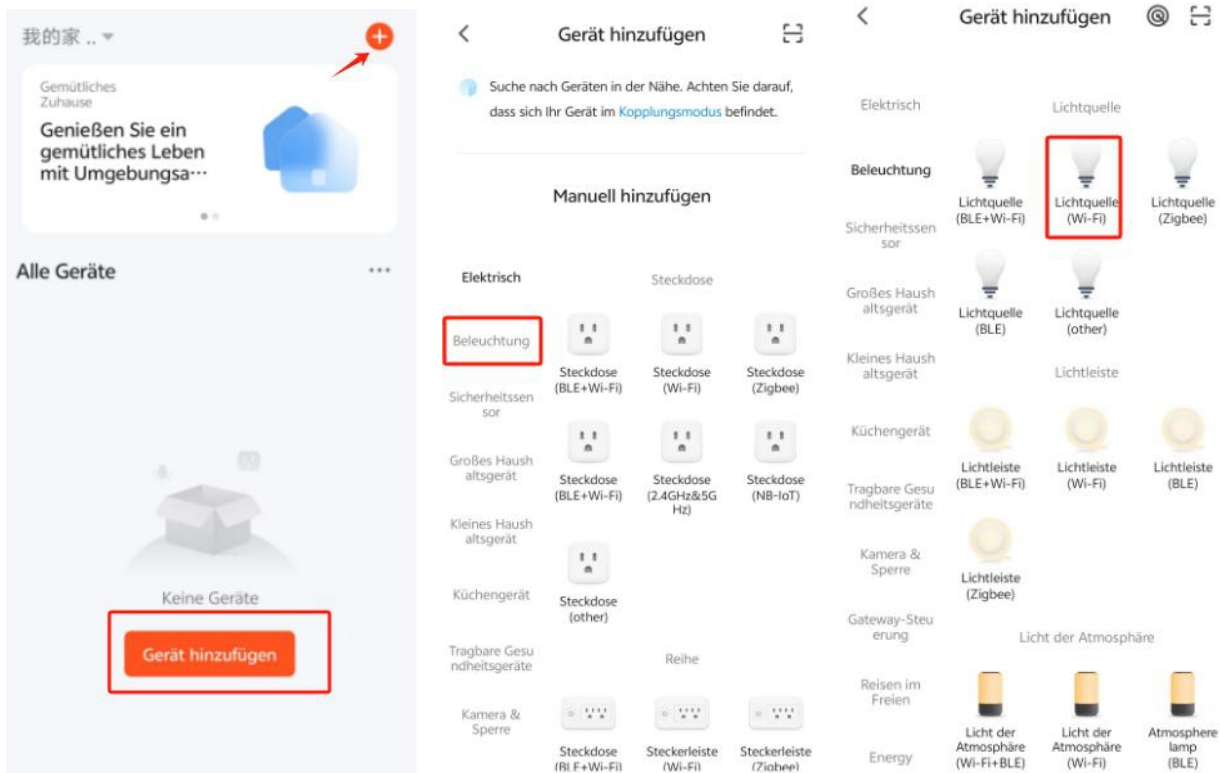 我的家 ..
Gemütliches
Zuhause
Genießen Sie ein
gemütliches Leben
mit Umgebungsa···
Alle Geräte
Keine Geräte
Gerät hinzufügen
Gerät hinzufügen
Suche nach Geräten in der Nähe. Achten Sie darauf,
dass sich Ihr Gerät im Kopplungsmodus befindet.
Manuell hinzufügen
Elektrisch
Beleuchtung
Sicherheitssen
sor
Großes Haush
altsgerät
Kleines Haush
altsgerät
Küchengerät
Tragbare Gesu
ndheitsgeräte
Kamera &
Sperre
Steckdose
Steckdose
(BLE+Wi-Fi)
Steckdose
(Wi-Fi)
Steckdose
(Zigbee)
Steckdose
(BLE+Wi-Fi)
Steckdose
(2.4GHz&5G
Hz)
Steckdose
(NB-IoT)
Steckdose
(other)
Reihe
Steckdose
(BLE+Wi-Fi)
Steckerleiste
(Wi-Fi)
Steckerleiste
(Zigbee)
Gerät hinzufügen
Elektrisch
Beleuchtung
Sicherheitssen
sor
Großes Haush
altsgerät
Kleines Haush
altsgerät
Küchengerät
Tragbare Gesu
ndheitsgeräte
Kamera &
Sperre
Gateway-Steu
erung
Reisen im
Freien
Energy
Lichtquelle
Lichtquelle
(BLE+Wi-Fi)
Lichtquelle
(Wi-Fi)
Lichtquelle
(Zigbee)
Lichtquelle
(BLE)
Lichtquelle
(other)
Lichtleiste
Lichtleiste
(BLE+Wi-Fi)
Lichtleiste
(Wi-Fi)
Lichtleiste
(BLE)
Lichtleiste
(Zigbee)
Licht der Atmosphäre
Licht der
Atmosphäre
(Wi-Fi+BLE)
Licht der
Atmosphäre
(Wi-Fi)
Atmosphere
lamp
(BLE)